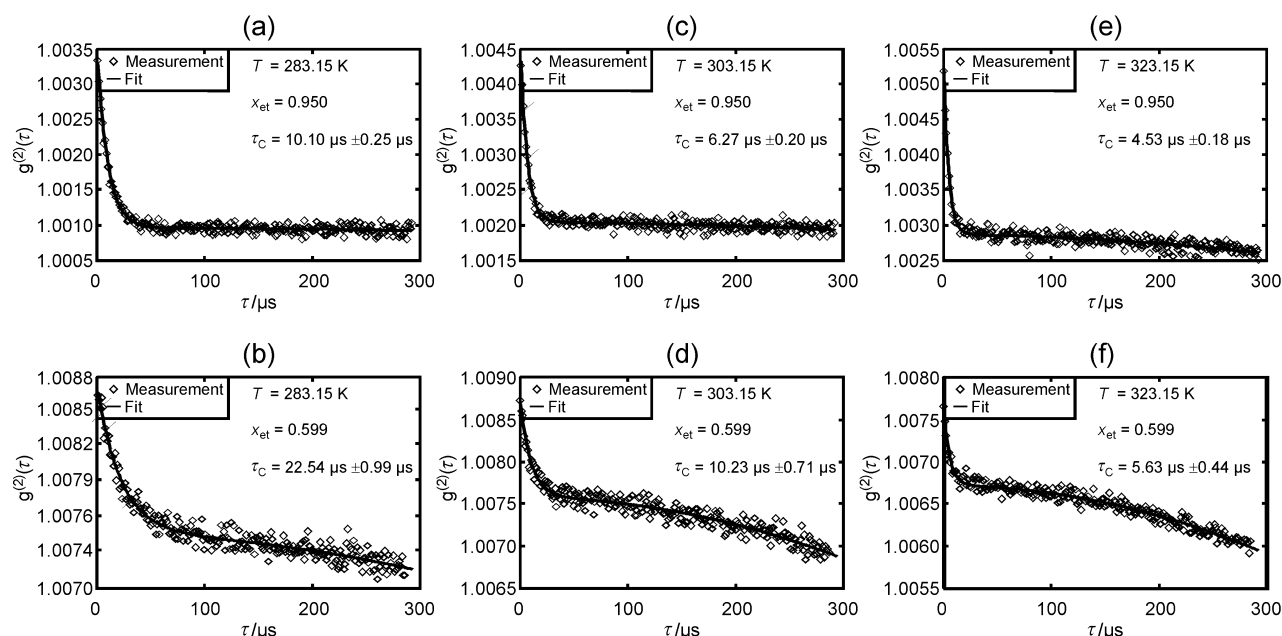 (a)
1.0035
1.0030
1.0025
1.0020
1.0015
1.0010
1.0005
g(2)(τ)
Measurement
Fit
T = 283.15 K
xet = 0.950
τC = 10.10 μs ±0.25 μs
0 100 200 300
τ /μs
(c)
1.0045
1.0040
1.0035
1.0030
1.0025
1.0020
1.0015
g(2)(τ)
Measurement
Fit
T = 303.15 K
xet = 0.950
τC = 6.27 μs ±0.20 μs
0 100 200 300
τ /μs
(e)
1.0055
1.0050
1.0045
1.0040
1.0035
1.0030
1.0025
g(2)(τ)
Measurement
Fit
T = 323.15 K
xet = 0.950
τC = 4.53 μs ±0.18 μs
0 100 200 300
τ /μs
(b)
1.0088
1.0085
1.0082
1.0079
1.0076
1.0074
1.0070
g(2)(τ)
Measurement
Fit
T = 283.15 K
xet = 0.599
τC = 22.54 μs ±0.99 μs
0 100 200 300
τ /μs
(d)
1.0090
1.0085
1.0080
1.0075
1.0070
1.0065
g(2)(τ)
Measurement
Fit
T = 303.15 K
xet = 0.599
τC = 10.23 μs ±0.71 μs
0 100 200 300
τ /μs
(f)
1.0080
1.0075
1.0070
1.0065
1.0060
1.0055
g(2)(τ)
Measurement
Fit
T = 323.15 K
xet = 0.599
τC = 5.63 μs ±0.44 μs
0 100 200 300
τ /μs